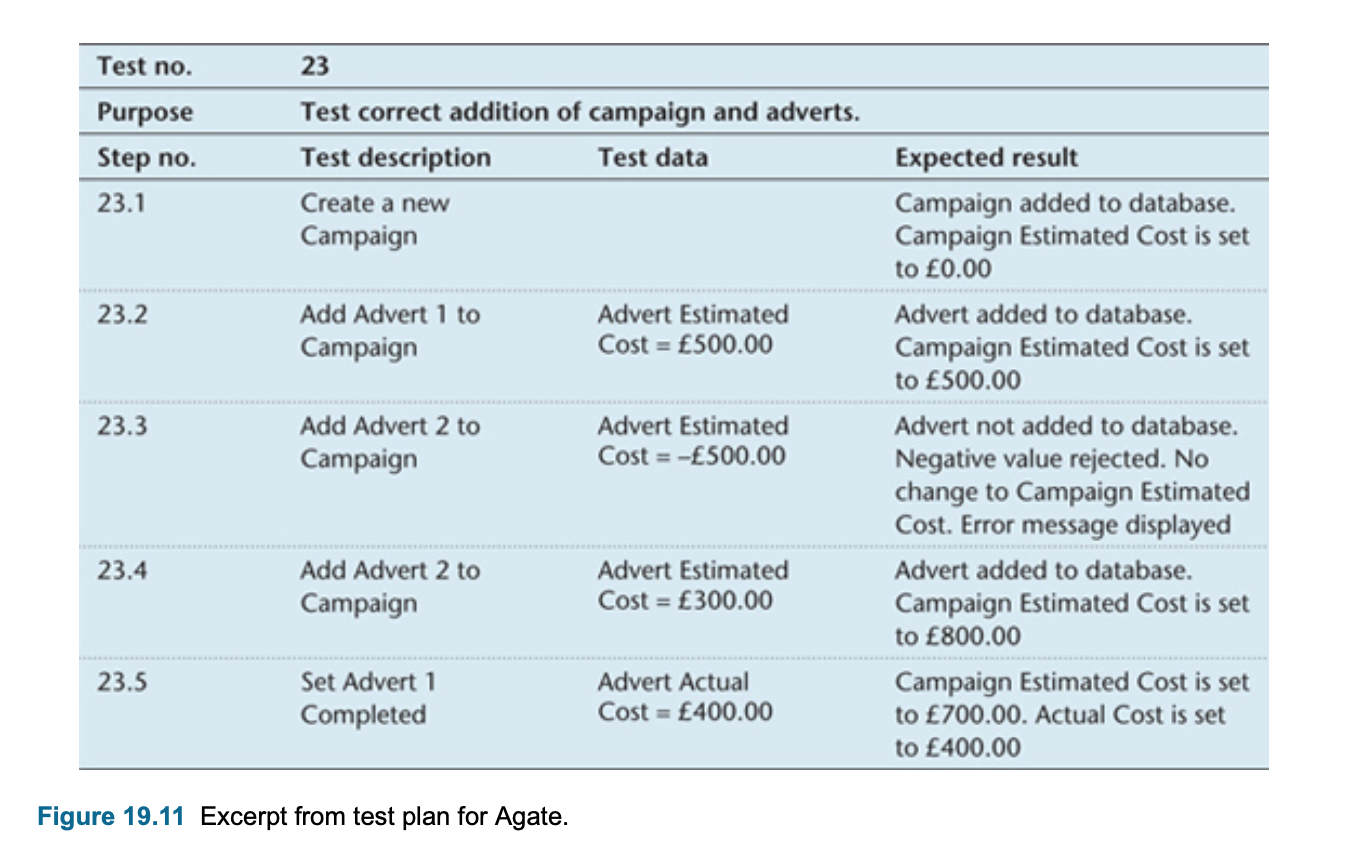 Test no. 23
Purpose Test correct addition of campaign and adverts.
Step no. Test description Test data Expected result
23.1 Create a new Campaign added to database.
Campaign Campaign Estimated Cost is set
to £0.00
23.2 Add Advert 1 to Advert Estimated Advert added to database.
Campaign Cost = £500.00 Campaign Estimated Cost is set
to £500.00
23.3 Add Advert 2 to Advert Estimated Advert not added to database.
Campaign Cost = –£500.00 Negative value rejected. No
change to Campaign Estimated
Cost. Error message displayed
23.4 Add Advert 2 to Advert Estimated Advert added to database.
Campaign Cost = £300.00 Campaign Estimated Cost is set
to £800.00
23.5 Set Advert 1 Advert Actual Campaign Estimated Cost is set
Completed Cost = £400.00 to £700.00. Actual Cost is set
to £400.00
Figure 19.11 Excerpt from test plan for Agate.